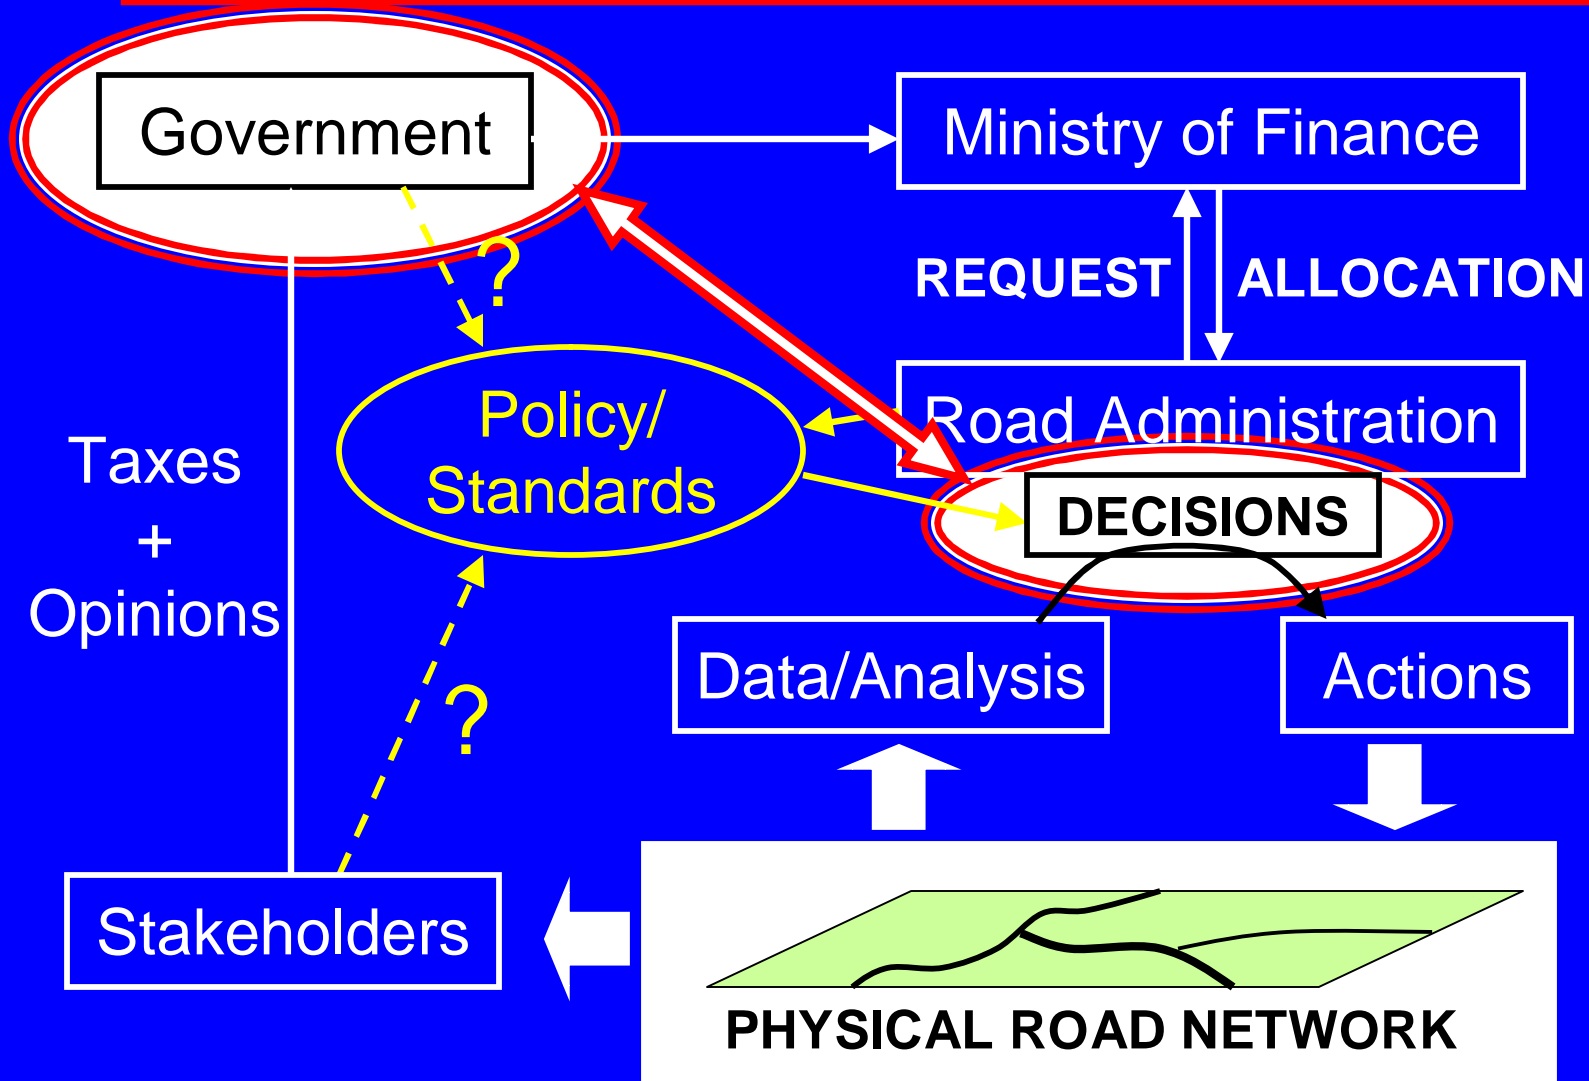 Government
Ministry of Finance
?
REQUEST
ALLOCATION
Policy/
Standards
Road Administration
Taxes
+
Opinions
DECISIONS
Data/Analysis
Actions
?
Stakeholders
PHYSICAL ROAD NETWORK